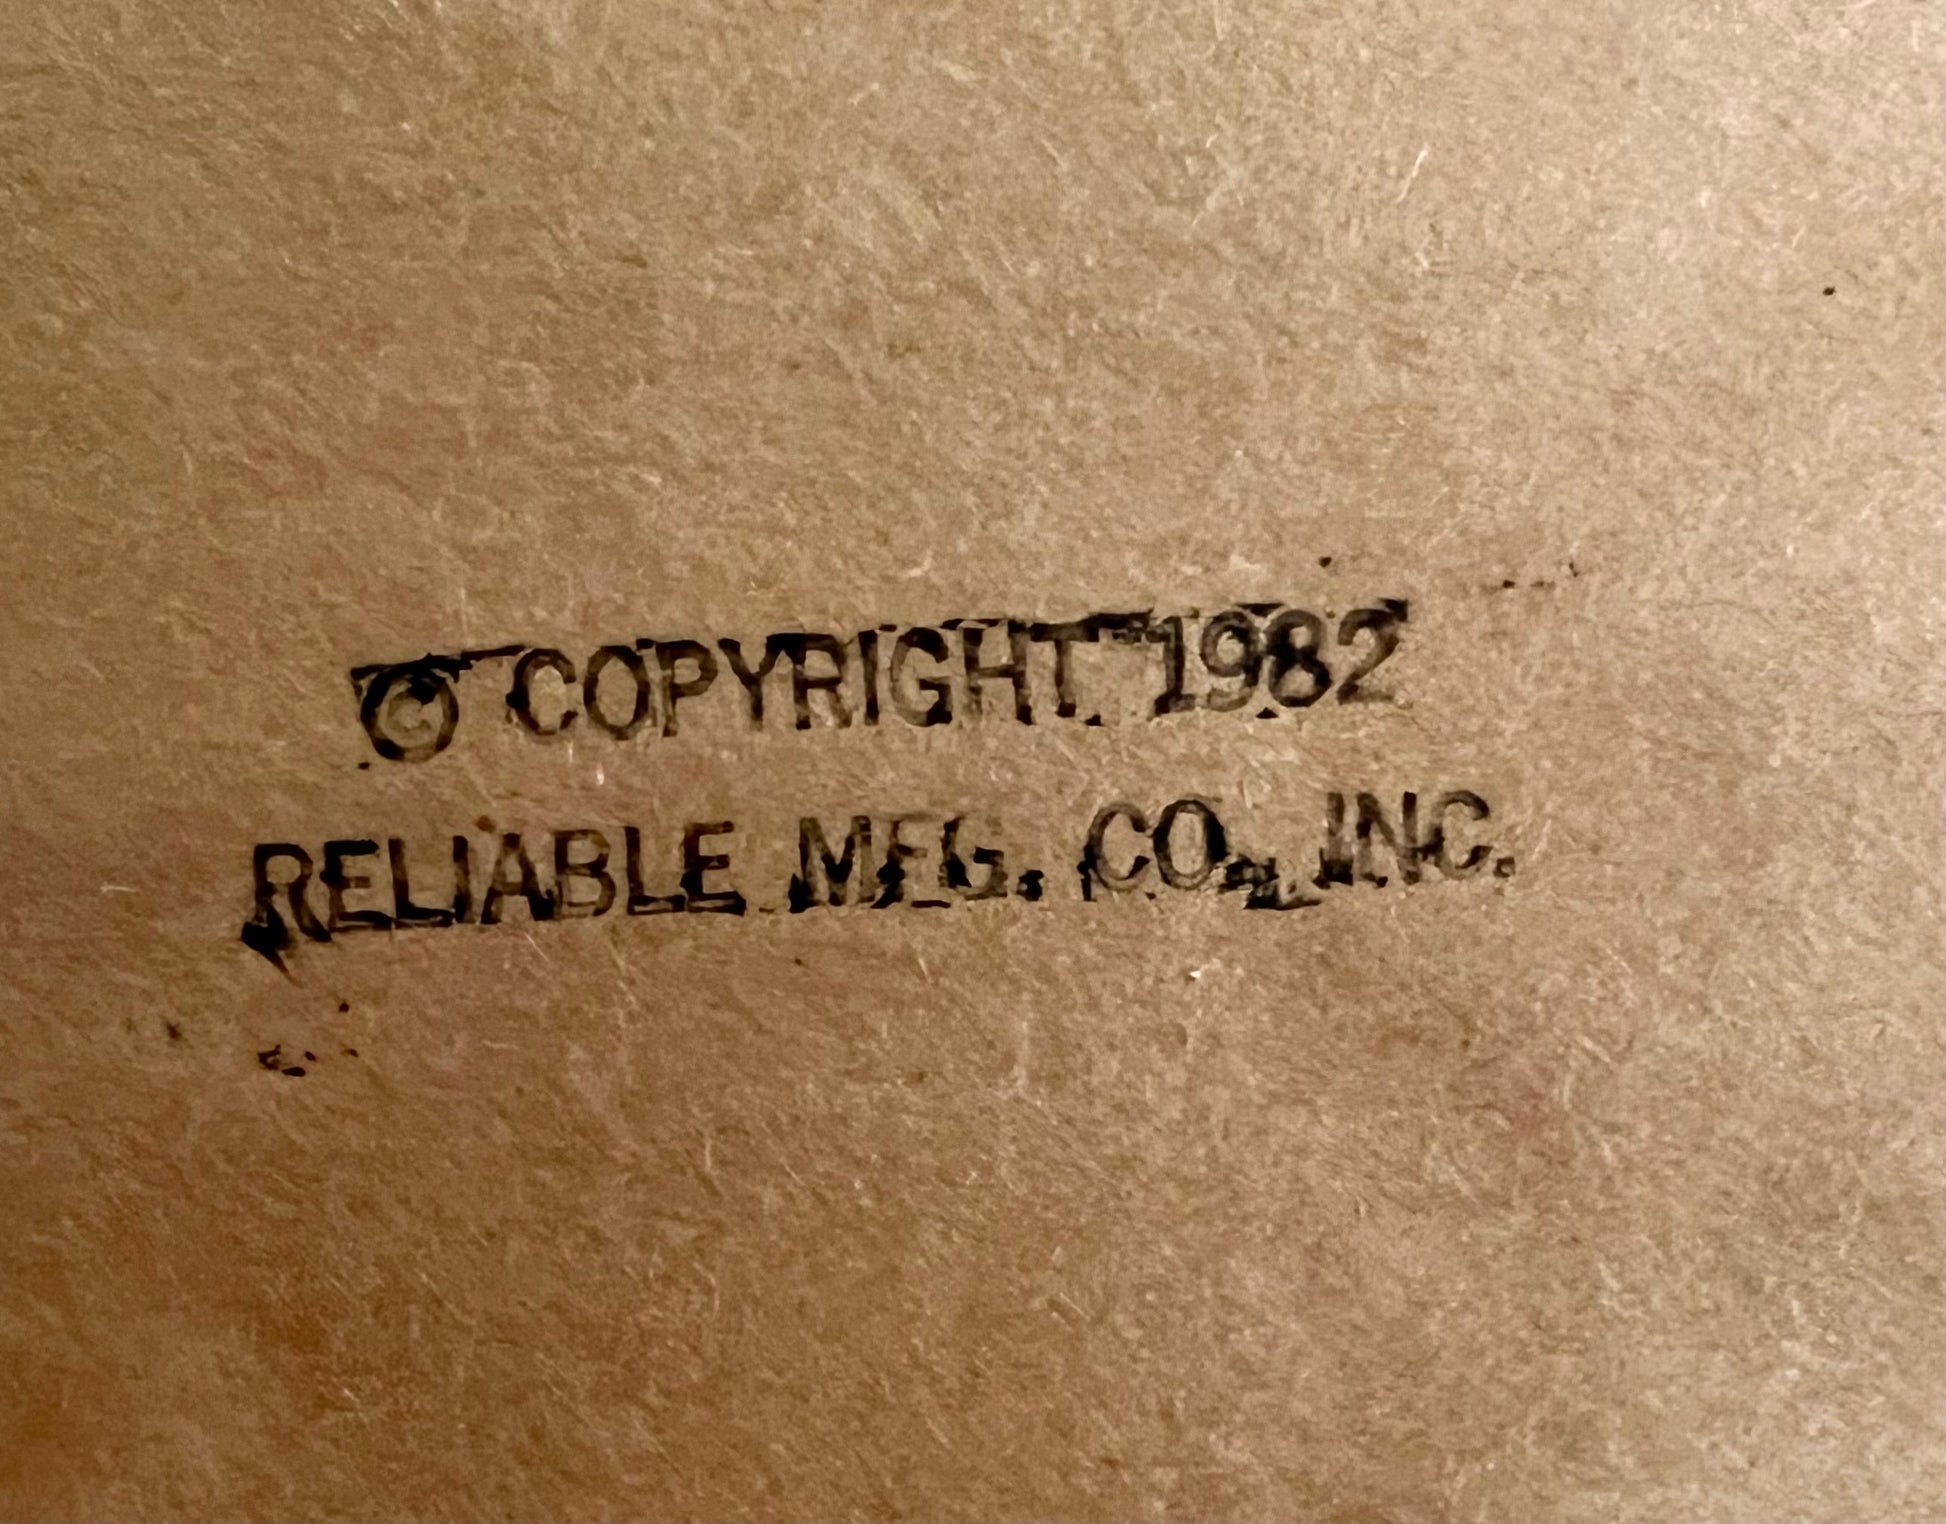 © COPYRIGHT 1982
RELIABLE MFG. CO., INC.